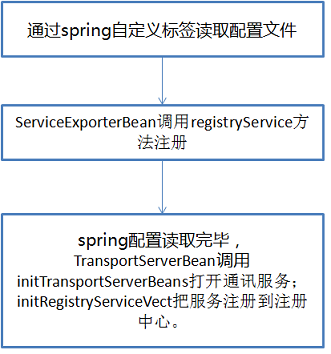 通过spring自定义标签读取配置文件
ServiceExporterBean调用registryService方
法注册
spring配置读取完毕，
TransportServerBean调用
initTransportServerBeans打开通讯服务；
initRegistryServiceVect把服务注册到注册
中心。